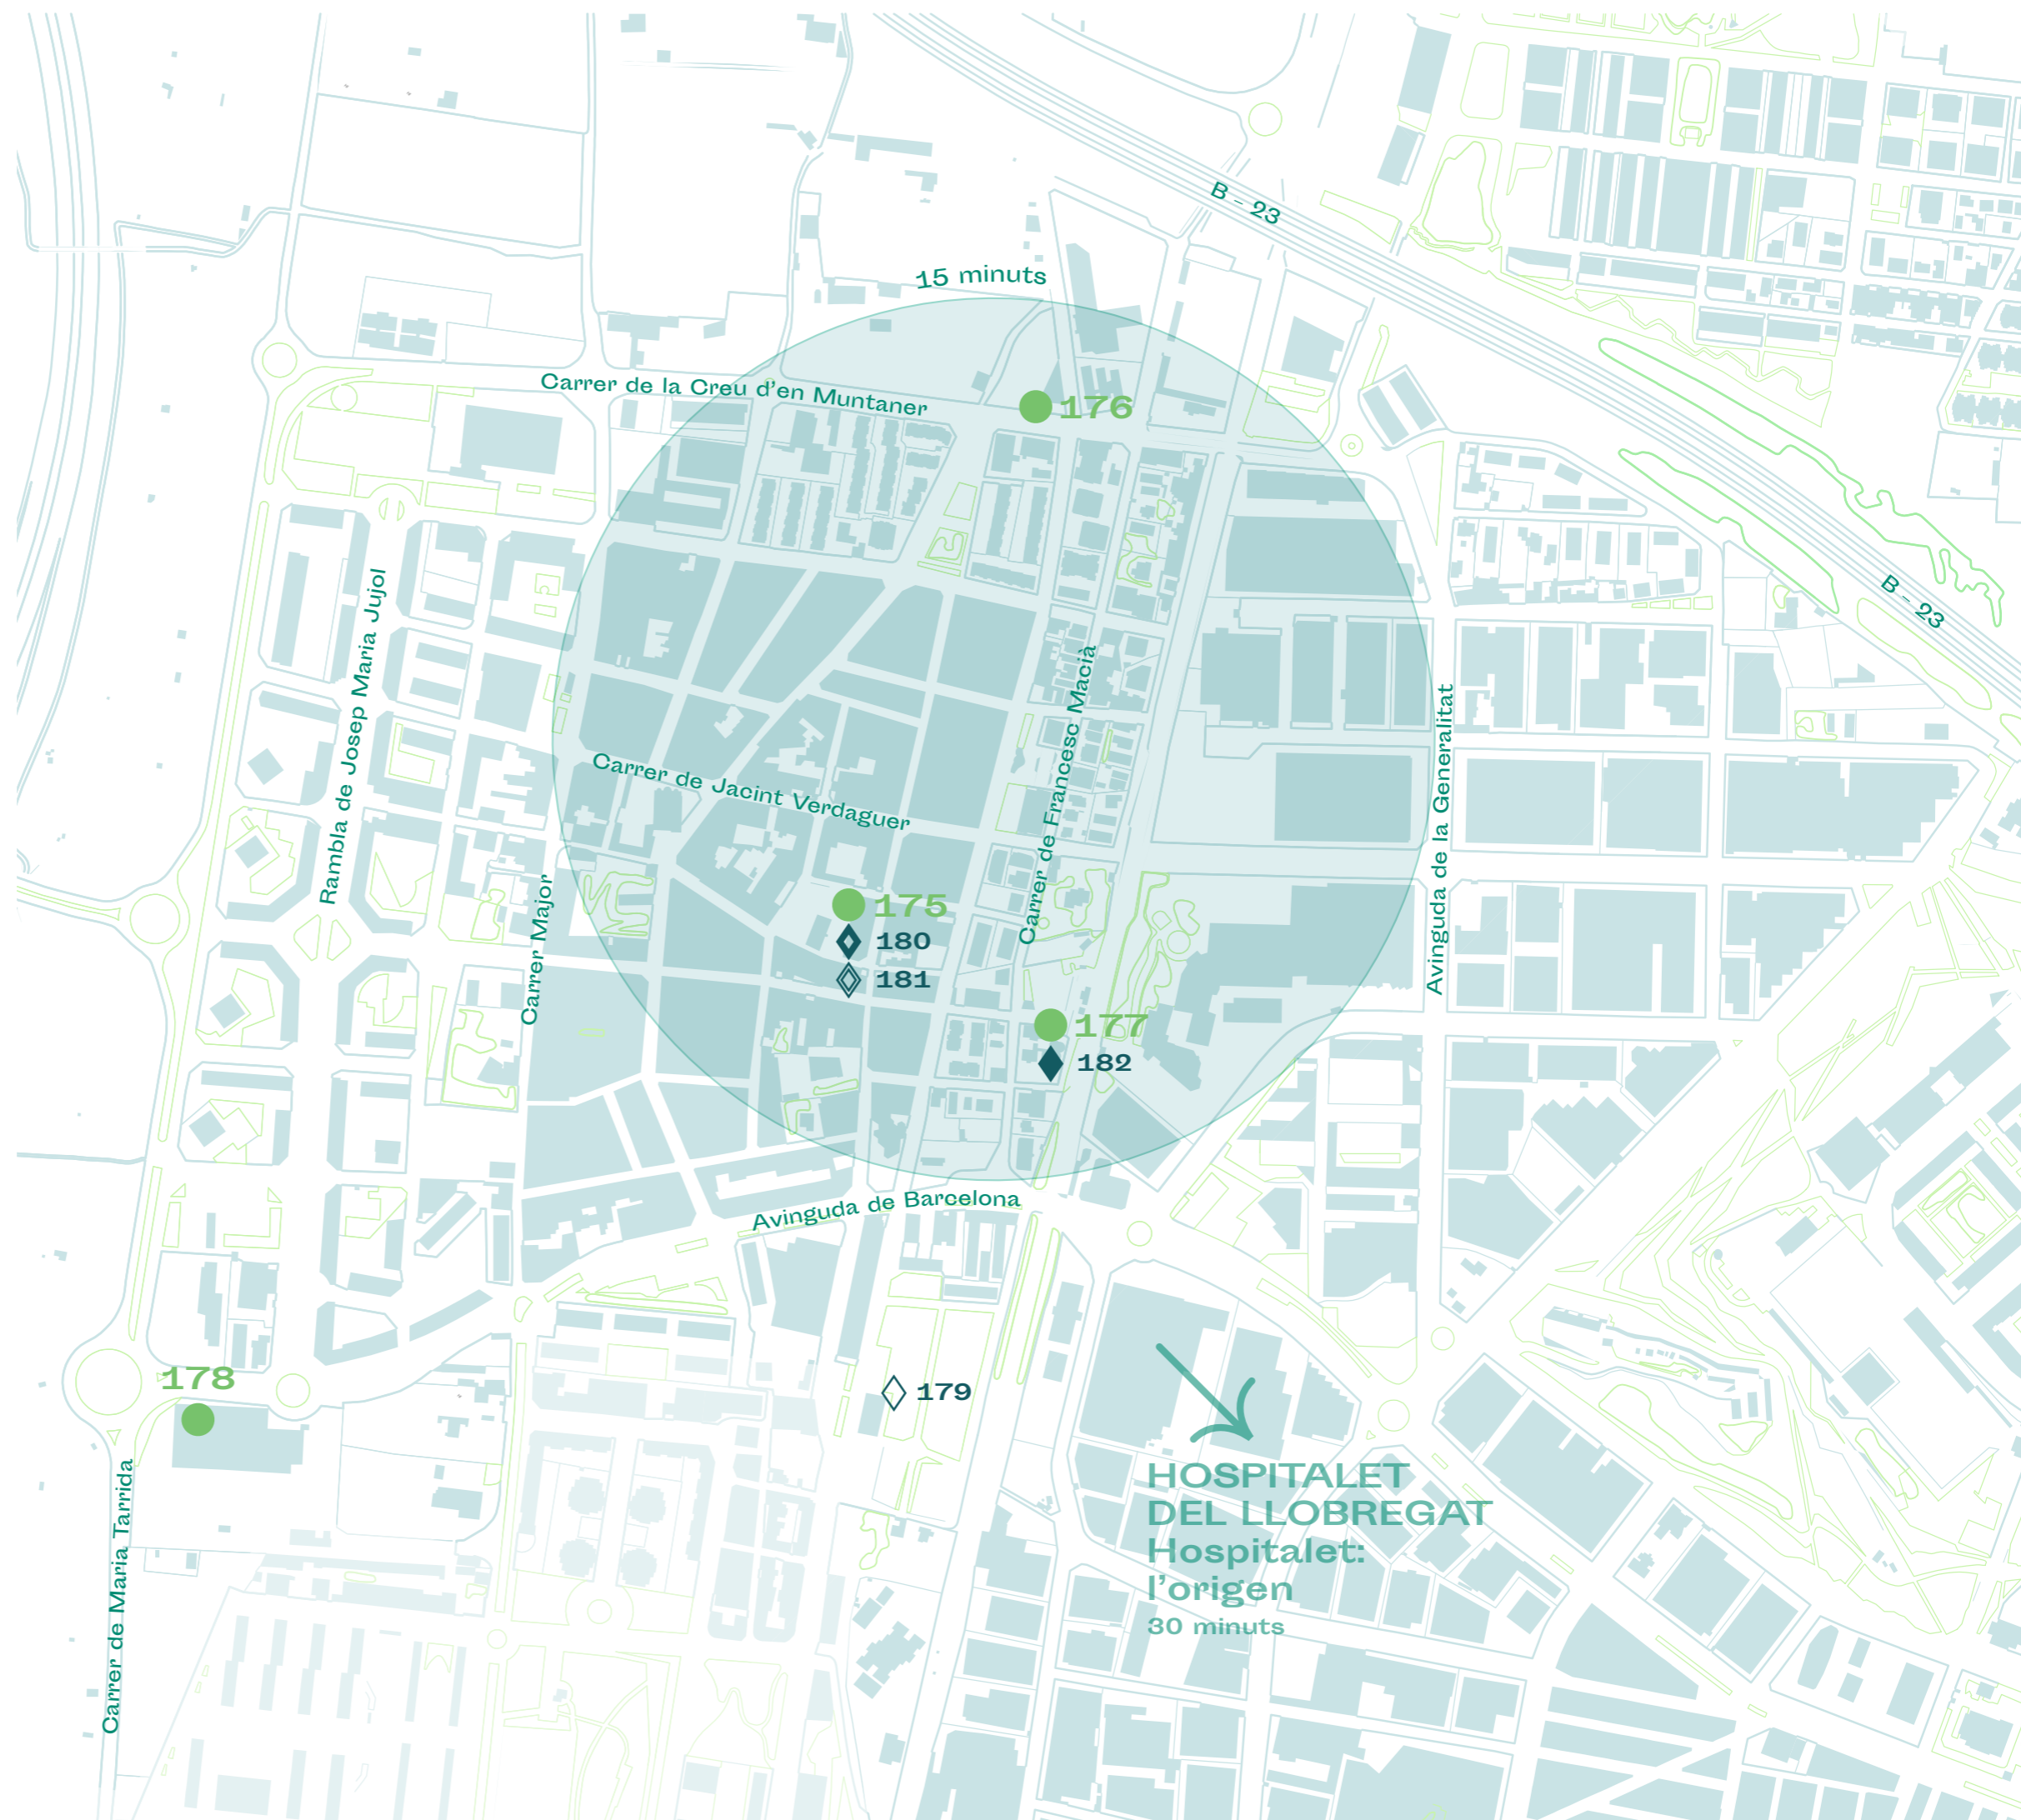 B - 23
15 minuts
Carrer de la Creu d'en Muntaner
176
Rambla de Josep Maria Jujol
B - 23
Carrer de Francesc Macià
Avinguda de la Generalitat
Carrer de Jacint Verdaguer
Carrer Major
175
180
181
177
182
Avinguda de Barcelona
178
179
Carrer de Maria Tarrida
HOSPITALET
DEL LLOBREGAT
Hospitalet:
l'origen
30 minuts